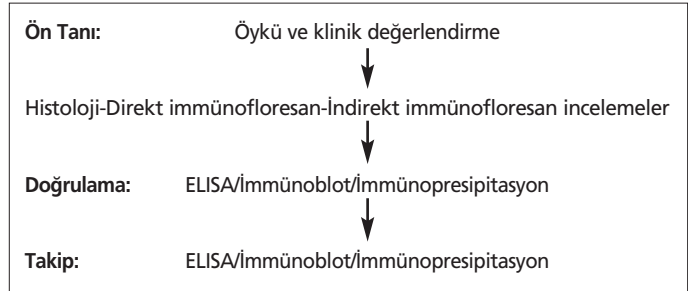 Ön Tanı: Öykü ve klinik değerlendirme
Histoloji-Direkt immünofloresan-İndirekt immünofloresan incelemeler
Doğrulama: ELISA/İmmünoblot/İmmünopresipitasyon
Takip: ELISA/İmmünoblot/İmmünopresipitasyon